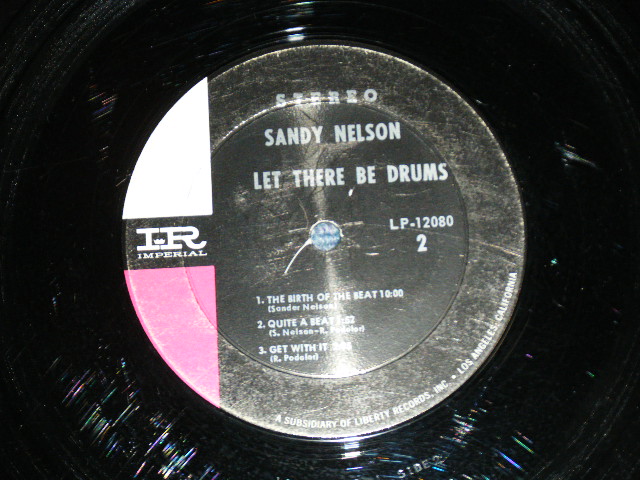 STEREO
SANDY NELSON
LET THERE BE DRUMS
LP-12080
2
IR
IMPERIAL
1. THE BIRTH OF THE BEAT 10:00
(Sander Nelson)
2. QUITE A BEAT :52
(S. Nelson-R. Podolor)
3. GET WITH IT
(R. Podolor)
A SUBSIDIARY OF LIBERTY RECORDS, INC. • LOS ANGELES, CALIFORNIA
SIDE